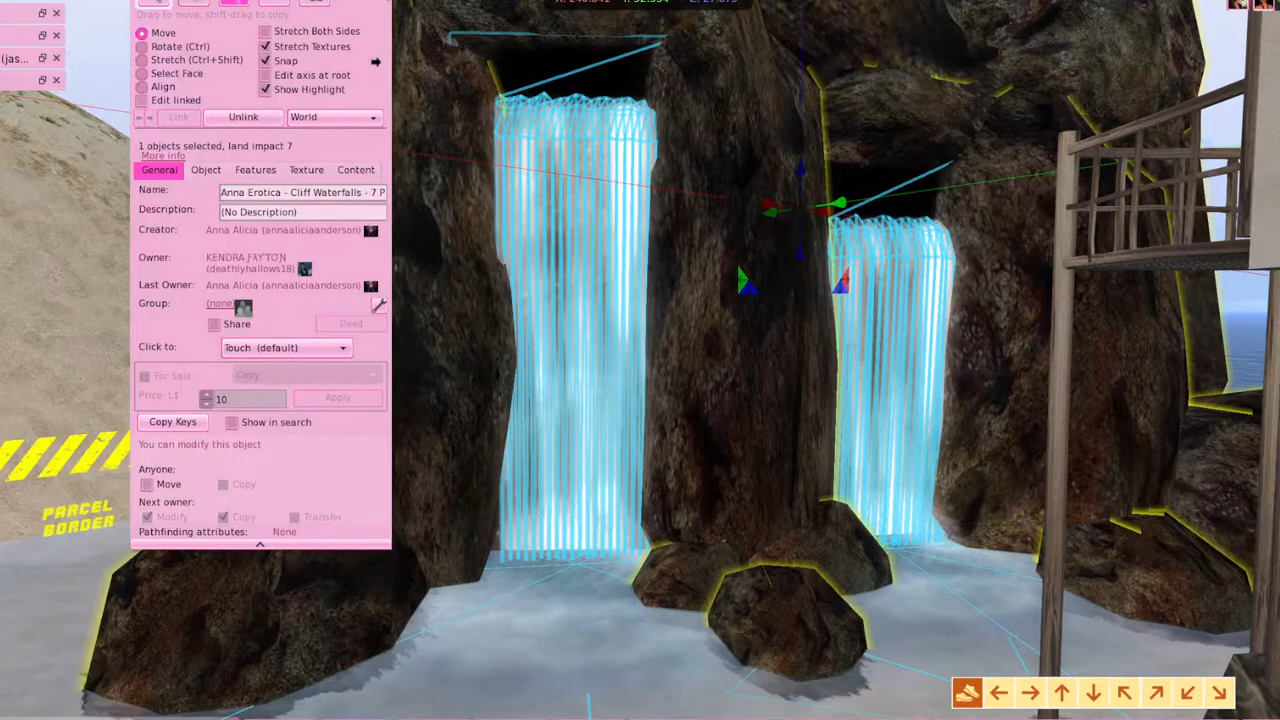 (jas...
Drag to move, shift-drag to copy
Move
Rotate (Ctrl)
Stretch (Ctrl+Shift)
Select Face
Align
Edit linked
Stretch Both Sides
Stretch Textures
Snap
Edit axis at root
Show Highlight
Link Unlink World
1 objects selected, land impact 7
More info
General Object Features Texture Content
Name: Anna Erotica - Cliff Waterfalls - 7 P
Description: (No Description)
Creator: Anna Alicia (annaaliciaanderson)
Owner: KENDRA
(deathlyhallows18)
Last Owner: Anna Alicia (annaaliciaanderson)
Group: (none)
Share Deed
Click to: Touch (default)
For Sale: Copy
Price: L$ 10 Apply
Copy Keys Show in search
You can modify this object
Anyone:
Move Copy
Next owner:
Modify Copy Transfer
Pathfinding attributes: None
PARCEL
BORDER